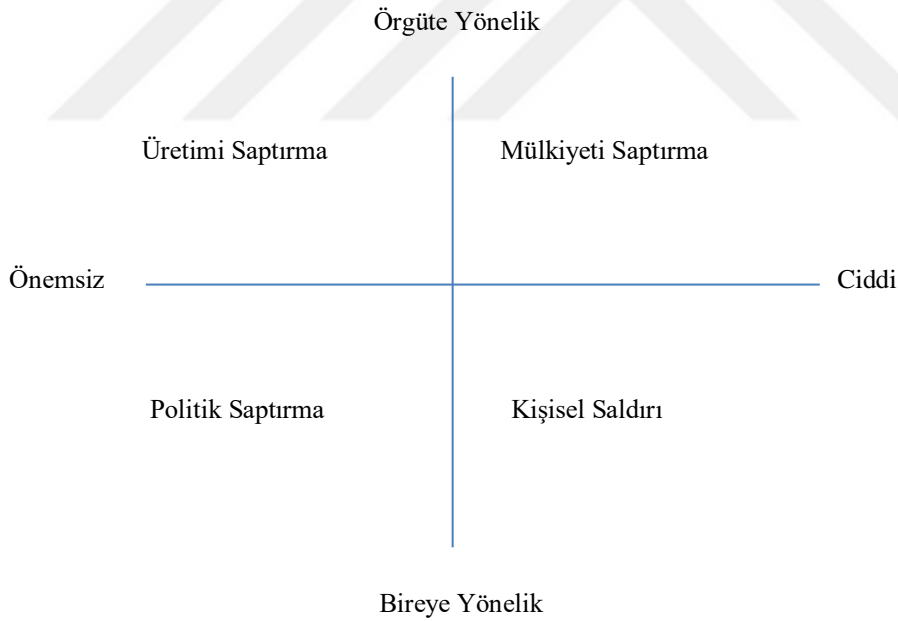 Örgüte Yönelik
Üretimi Saptırma Mülkiyeti Saptırma
Önemsiz Ciddi
Politik Saptırma Kişisel Saldırı
Bireye Yönelik